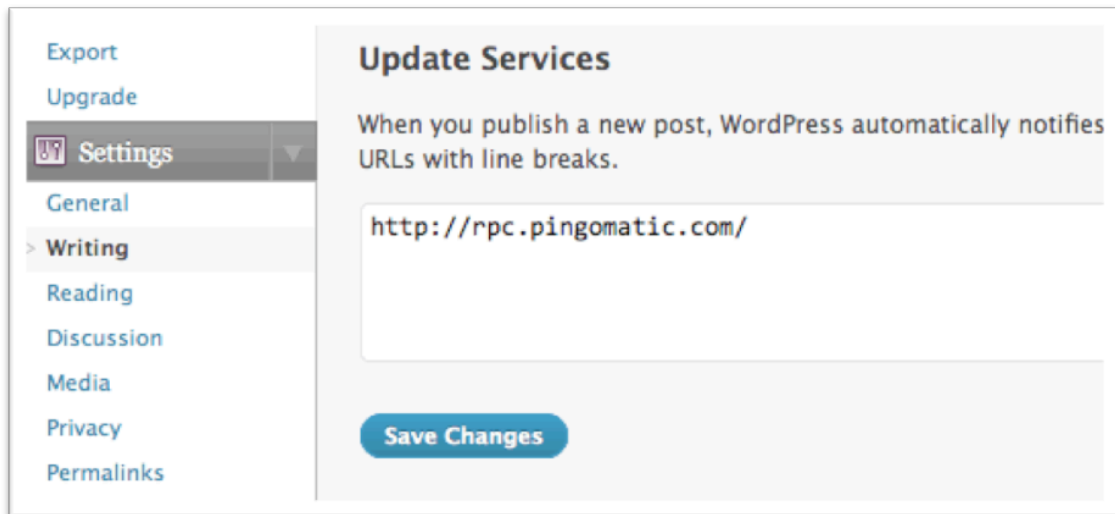 Export
Upgrade
Settings
General
Writing
Reading
Discussion
Media
Privacy
Permalinks
Update Services
When you publish a new post, WordPress automatically notifies
URLs with line breaks.
http://rpc.pingomatic.com/
Save Changes